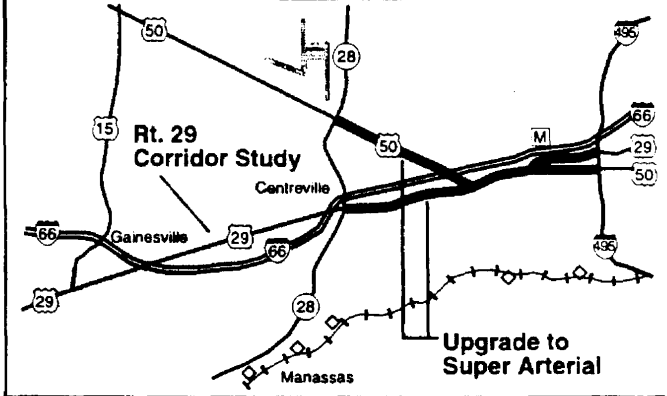 495
50
28
66
M
15
Rt. 29
Corridor Study
50
29
50
Centreville
66
Gainesville
29
66
495
29
28
Upgrade to
Super Arterial
Manassas